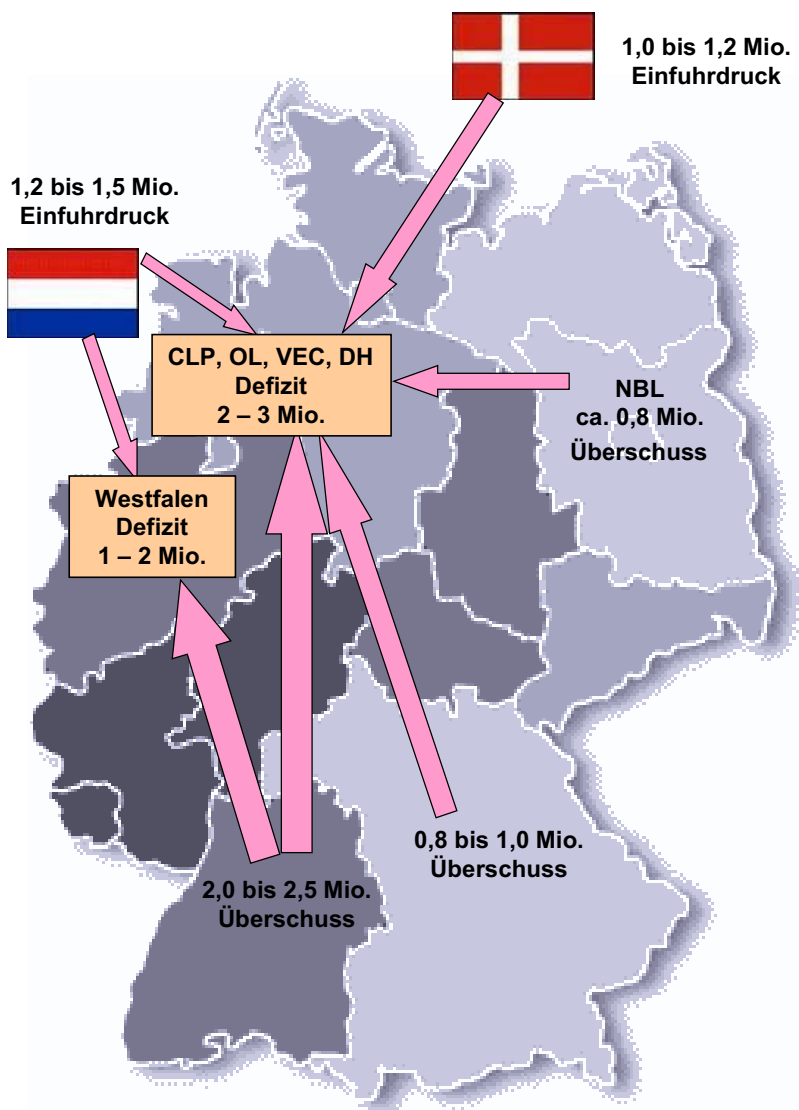 1,0 bis 1,2 Mio.
Einfuhrdruck
1,2 bis 1,5 Mio.
Einfuhrdruck
CLP, OL, VEC, DH
Defizit
2 – 3 Mio.
NBL
ca. 0,8 Mio.
Überschuss
Westfalen
Defizit
1 – 2 Mio.
0,8 bis 1,0 Mio.
Überschuss
2,0 bis 2,5 Mio.
Überschuss